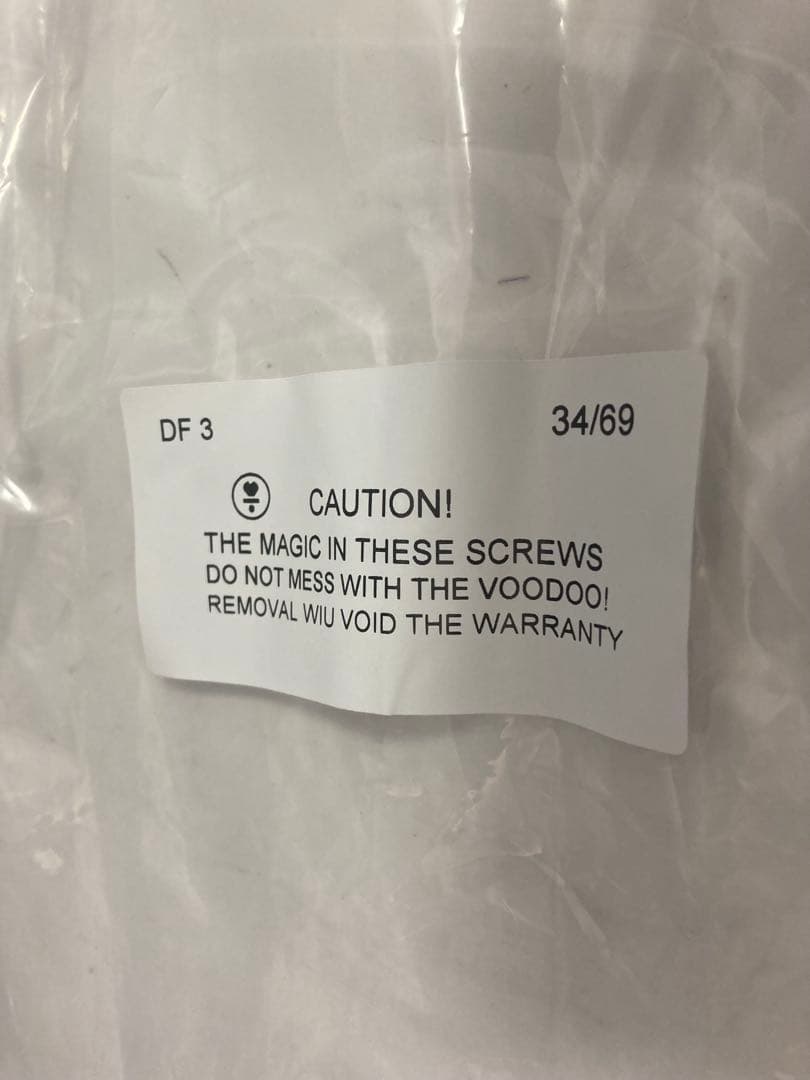 DF 3 34/69
CAUTION!
THE MAGIC IN THESE SCREWS
DO NOT MESS WITH THE VOODOO!
REMOVAL WIU VOID THE WARRANTY